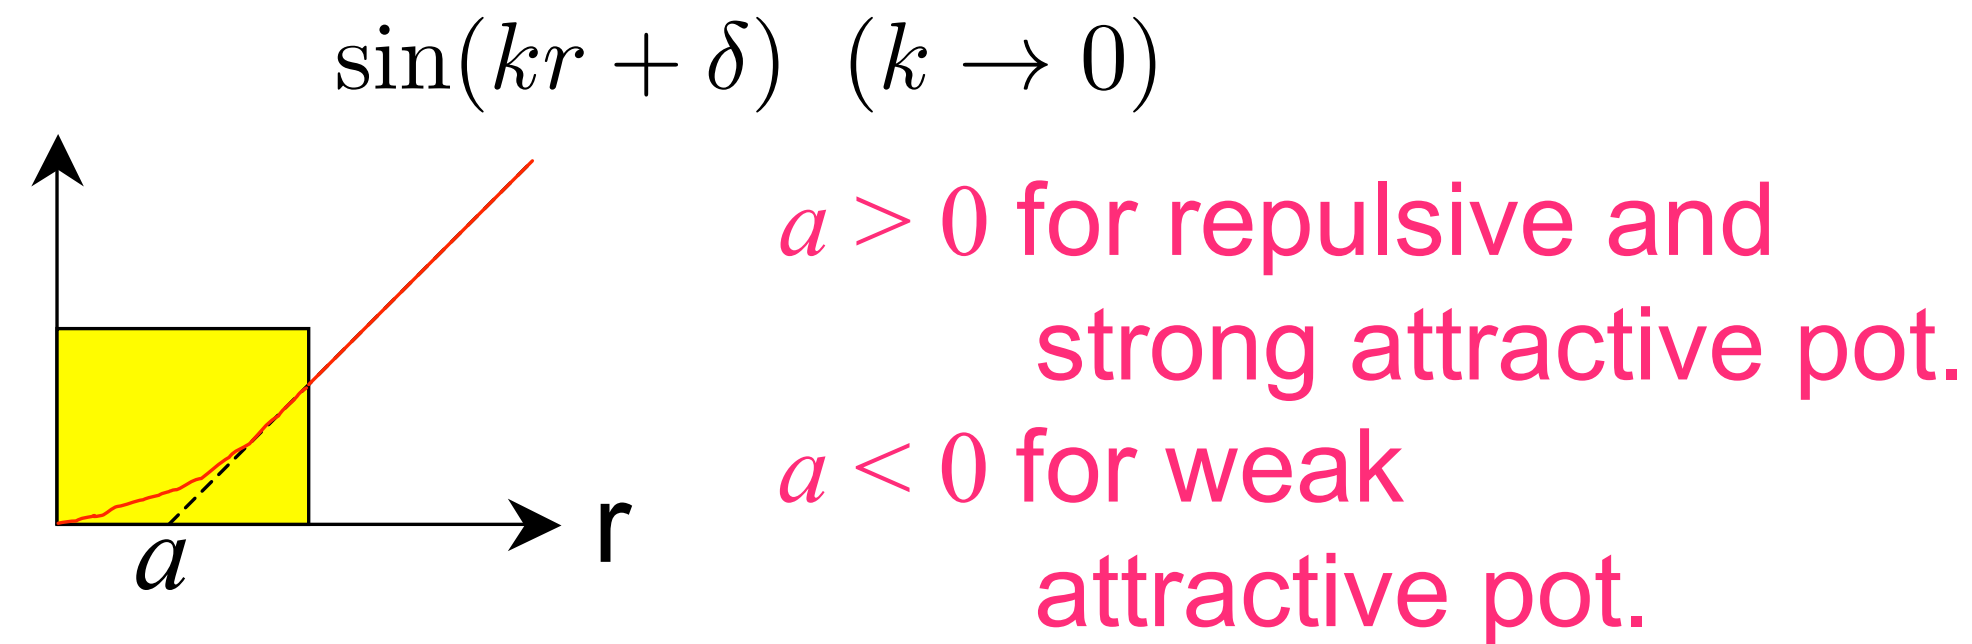 sin(kr + δ)  (k → 0)
a > 0 for repulsive and
strong attractive pot.
a < 0 for weak
attractive pot.
r
a